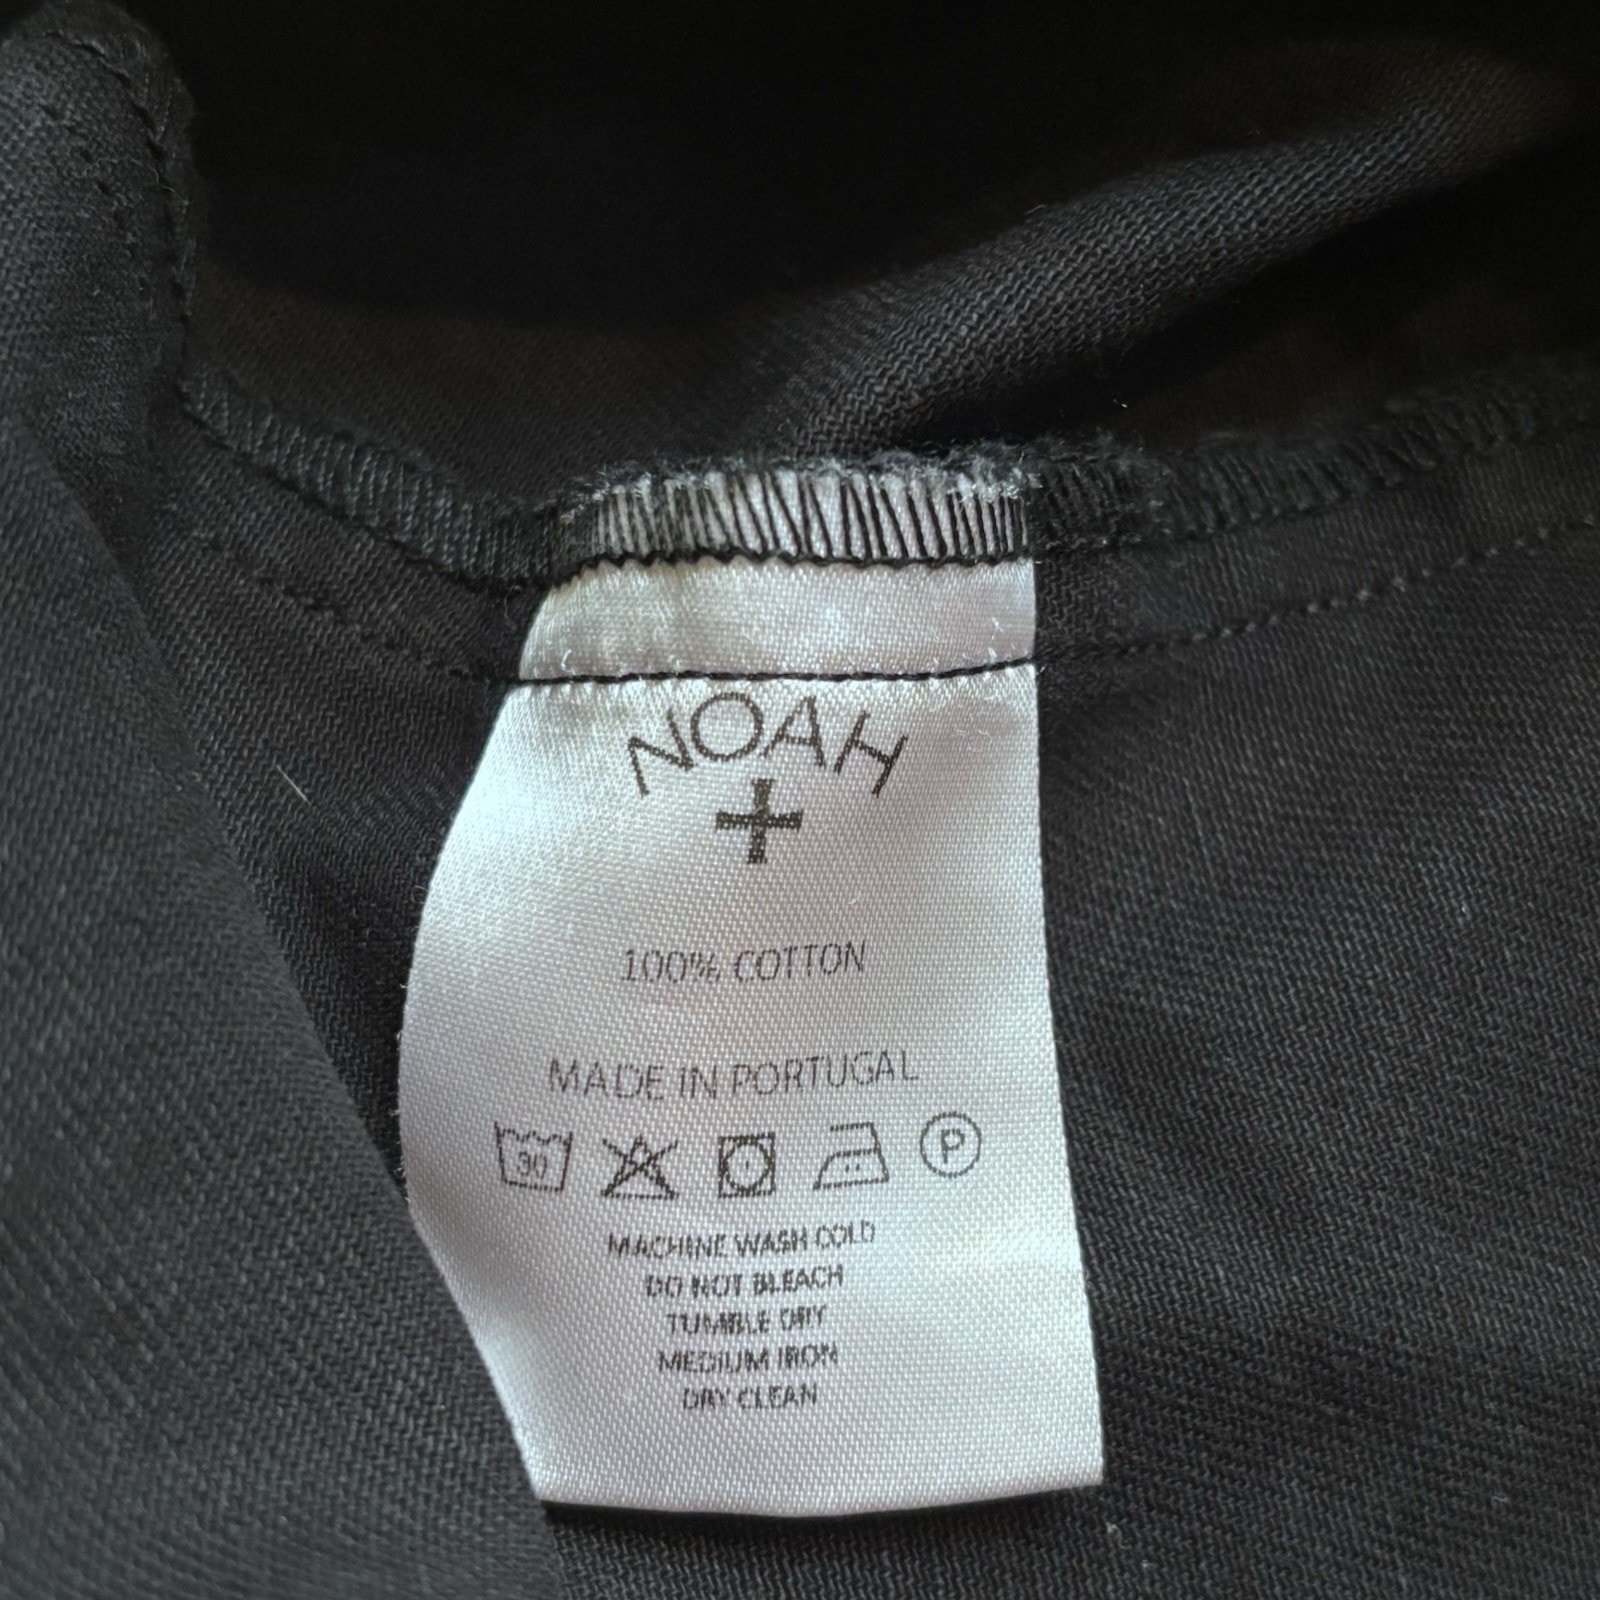 NOAH
100% COTTON
MADE IN PORTUGAL
30 P
MACHINE WASH COLD
DO NOT BLEACH
TUMBLE DRY
MEDIUM IRON
DRY CLEAN